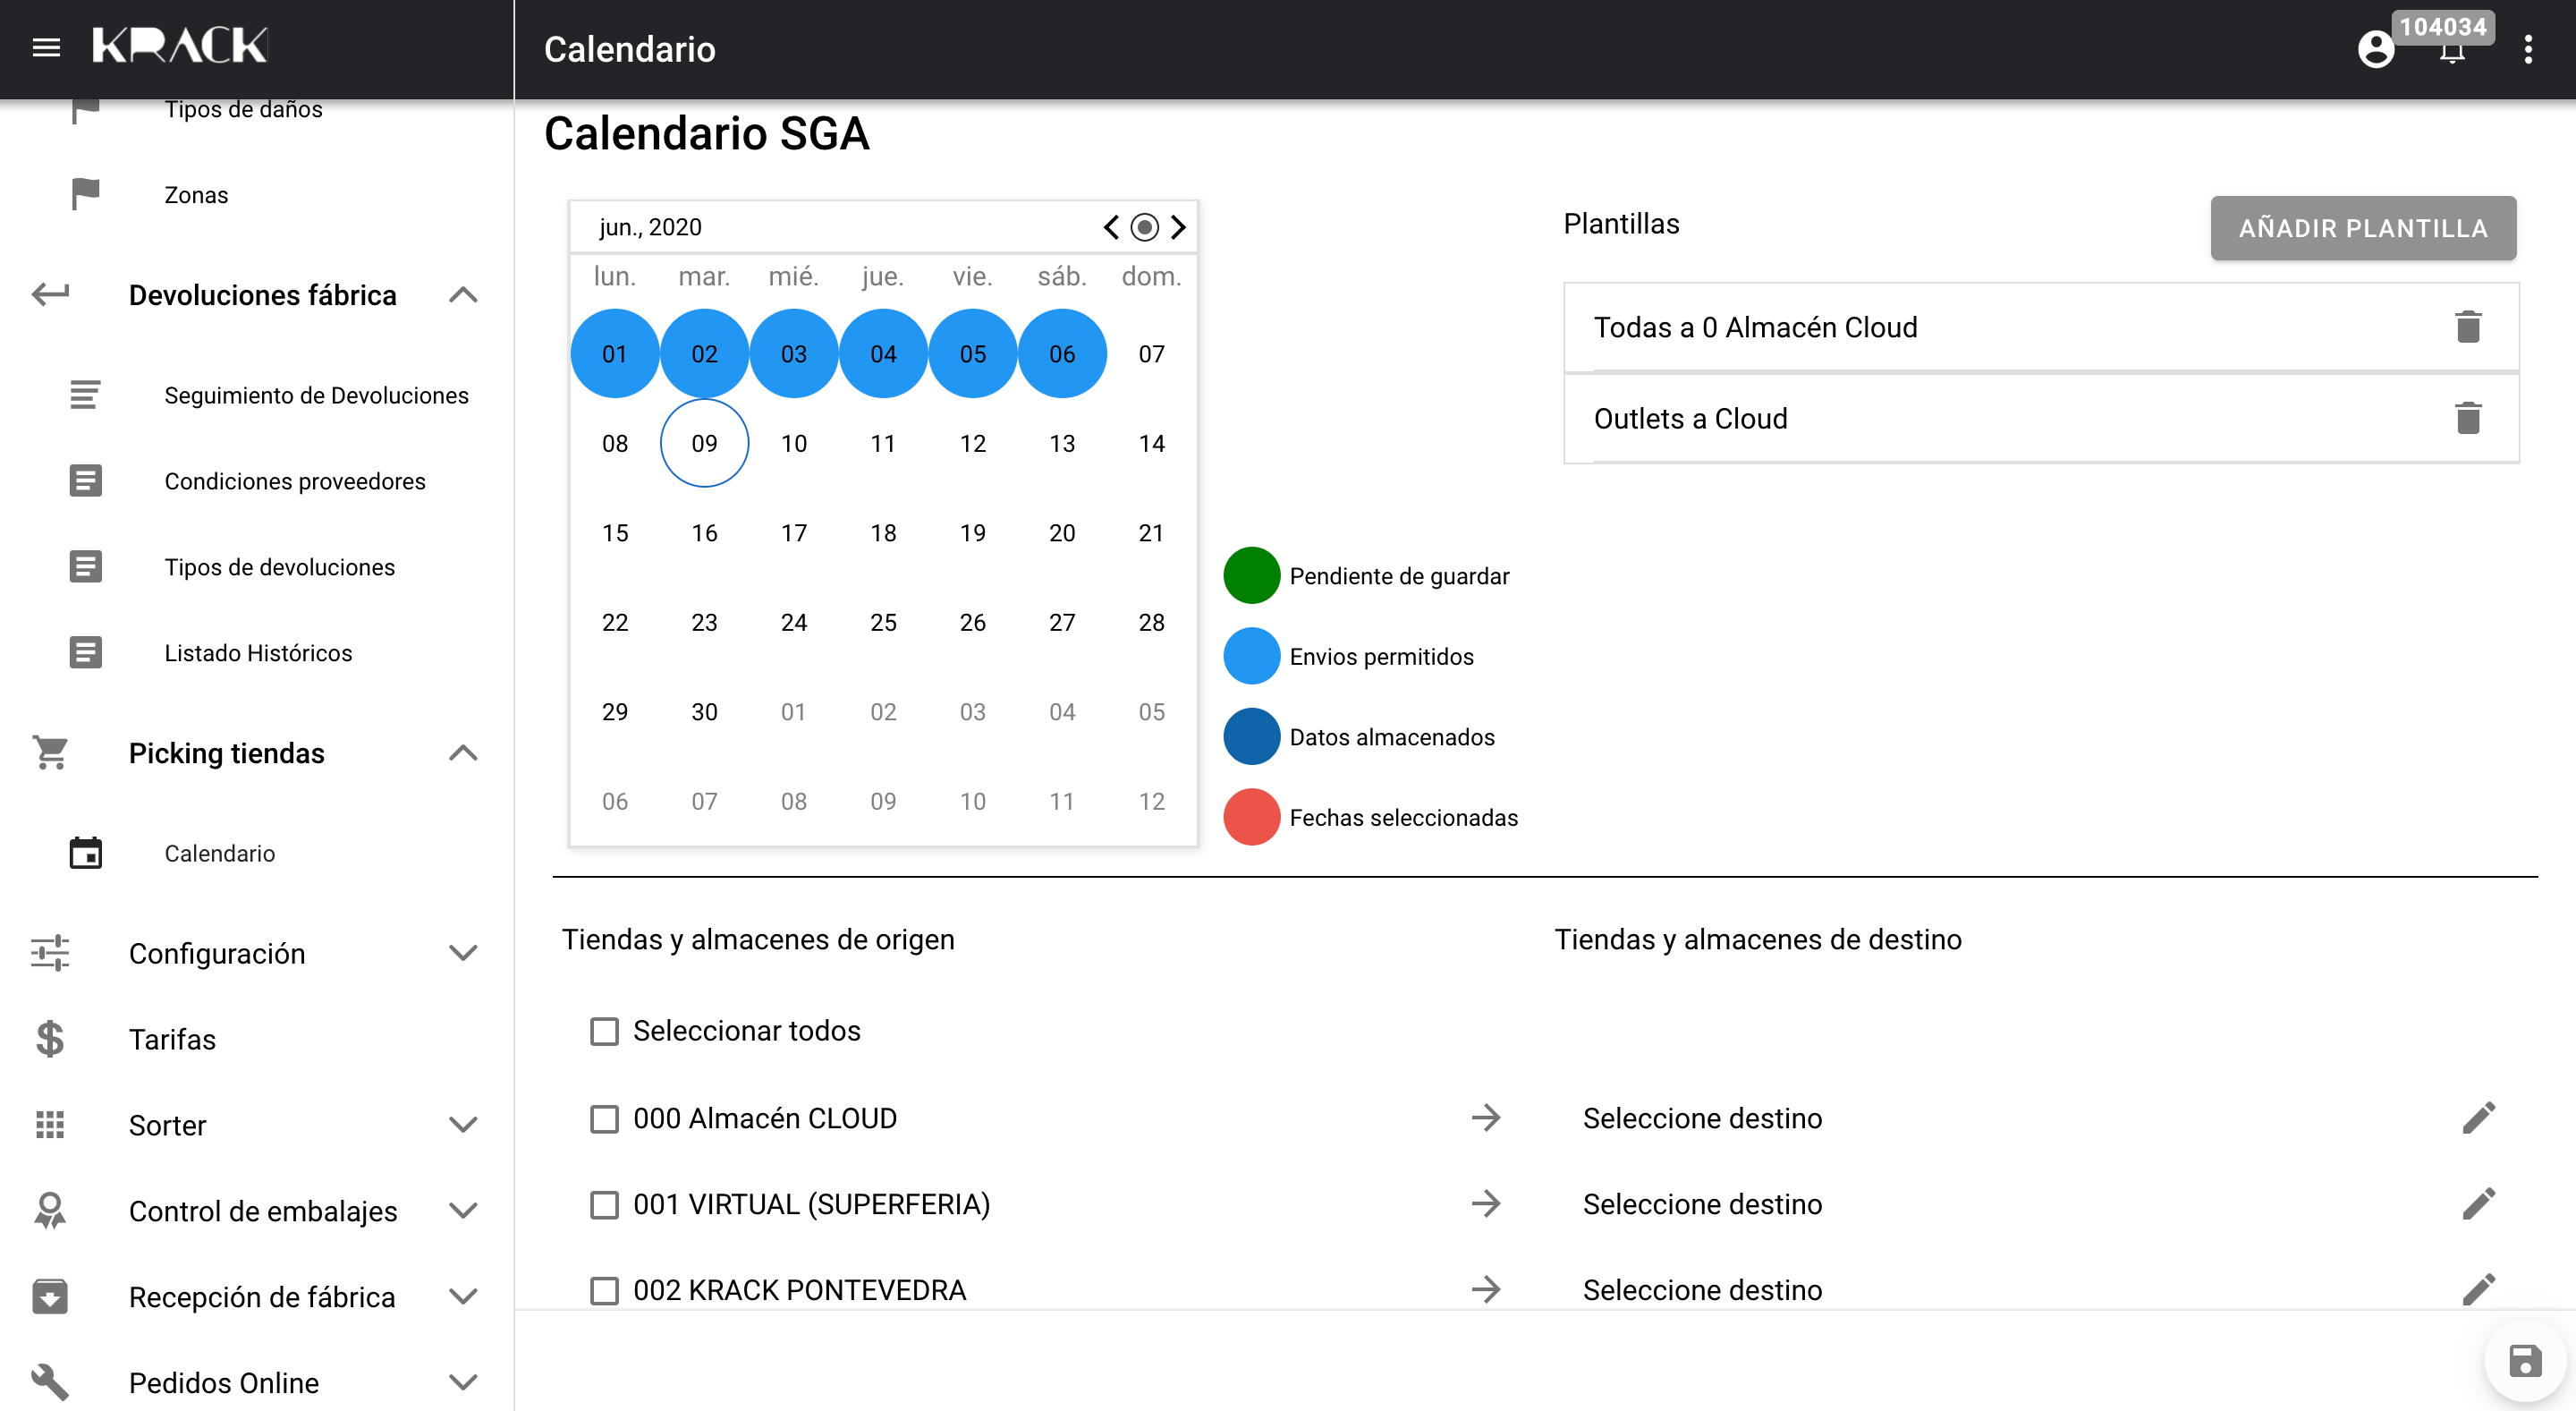 KRACK
Calendario
104034
Tipos de daños
Zonas
Devoluciones fábrica
Seguimiento de Devoluciones
Condiciones proveedores
Tipos de devoluciones
Listado Históricos
Picking tiendas
Calendario
Configuración
Tarifas
Sorter
Control de embalajes
Recepción de fábrica
Pedidos Online
Calendario SGA
jun., 2020
lun. mar. mié. jue. vie. sáb. dom.
01 02 03 04 05 06 07
08 09 10 11 12 13 14
15 16 17 18 19 20 21
22 23 24 25 26 27 28
29 30 01 02 03 04 05
06 07 08 09 10 11 12
Pendiente de guardar
Envios permitidos
Datos almacenados
Fechas seleccionadas
Plantillas
AÑADIR PLANTILLA
Todas a 0 Almacén Cloud
Outlets a Cloud
Tiendas y almacenes de origen
Tiendas y almacenes de destino
Seleccionar todos
000 Almacén CLOUD
Seleccione destino
001 VIRTUAL (SUPERFERIA)
Seleccione destino
002 KRACK PONTEVEDRA
Seleccione destino